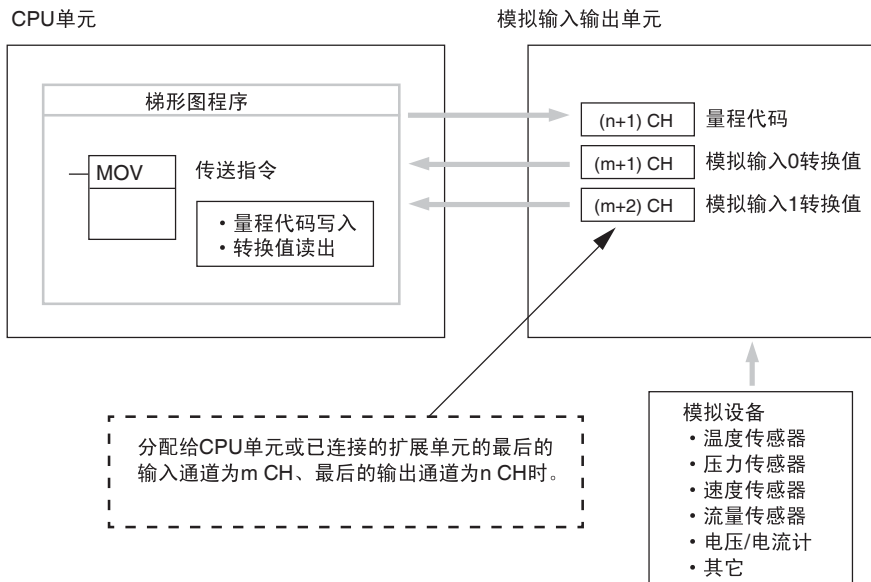 CPU单元
模拟输入输出单元
梯形图程序
MOV
传送指令
・量程代码写入
・转换值读出
(n+1) CH
量程代码
(m+1) CH
模拟输入0转换值
(m+2) CH
模拟输入1转换值
分配给CPU单元或已连接的扩展单元的最后的
输入通道为m CH、最后的输出通道为n CH时。
模拟设备
・温度传感器
・压力传感器
・速度传感器
・流量传感器
・电压/电流计
・其它